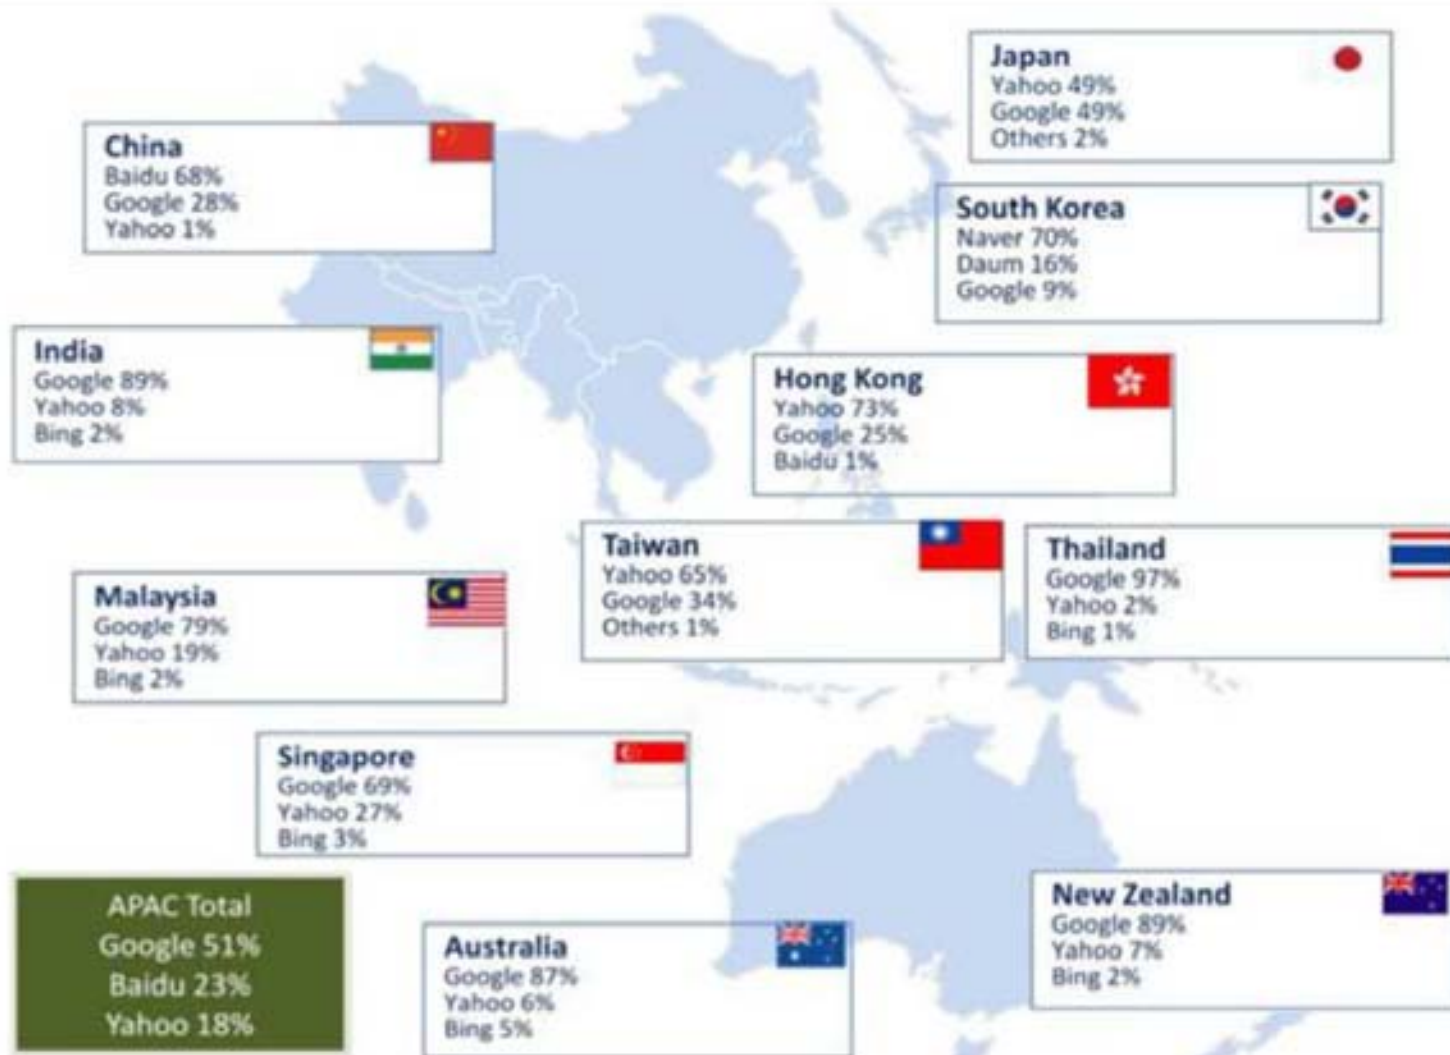 Japan
Yahoo 49%
Google 49%
Others 2%
China
Baidu 68%
Google 28%
Yahoo 1%
South Korea
Naver 70%
Daum 16%
Google 9%
India
Google 89%
Yahoo 8%
Bing 2%
Hong Kong
Yahoo 73%
Google 25%
Baidu 1%
Taiwan
Yahoo 65%
Google 34%
Others 1%
Thailand
Google 97%
Yahoo 2%
Bing 1%
Malaysia
Google 79%
Yahoo 19%
Bing 2%
Singapore
Google 69%
Yahoo 27%
Bing 3%
New Zealand
Google 89%
Yahoo 7%
Bing 2%
APAC Total
Google 51%
Baidu 23%
Yahoo 18%
Australia
Google 87%
Yahoo 6%
Bing 5%